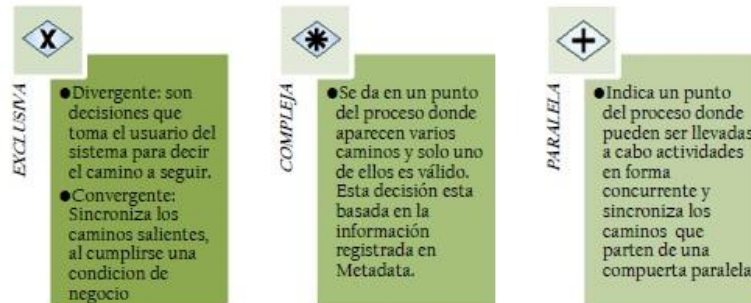 X
EXCLUSIVA
●Divergente: son
decisiones que
toma el usuario del
sistema para decir
el camino a seguir.
●Convergente:
Sincroniza los
caminos salientes,
al cumplirse una
condicion de
negocio
COMPLEJA
●Se da en un punto
del proceso donde
aparecen varios
caminos y solo uno
de ellos es válido.
Esta decisión esta
basada en la
información
registrada en
Metadata.
PARALELA
●Indica un punto
del proceso donde
pueden ser llevadas
a cabo actividades
en forma
concurrente y
sincroniza los
caminos que
parten de una
compuerta paralela